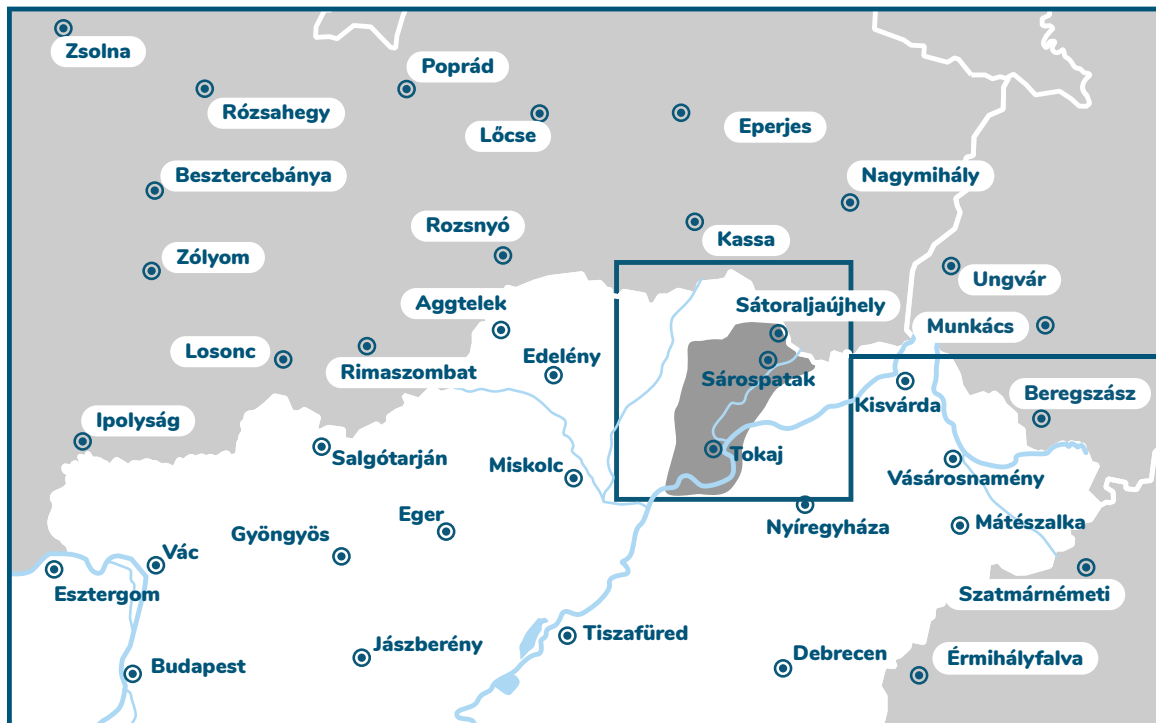 Zsolna
Poprád
Rózsahegy
Lőcse
Eperjes
Besztercebánya
Nagymihály
Rozsnyó
Kassa
Zólyom
Ungvár
Aggtelek
Sátoraljaújhely
Munkács
Losonc
Edelény
Rimaszombat
Sárospatak
Beregszász
Kisvárda
Ipolyság
Salgótarján
Tokaj
Miskolc
Vásárosnamény
Eger
Mátészalka
Gyöngyös
Nyíregyháza
Vác
Esztergom
Szatmárnémeti
Tiszafüred
Jászberény
Debrecen
Érmihályfalva
Budapest